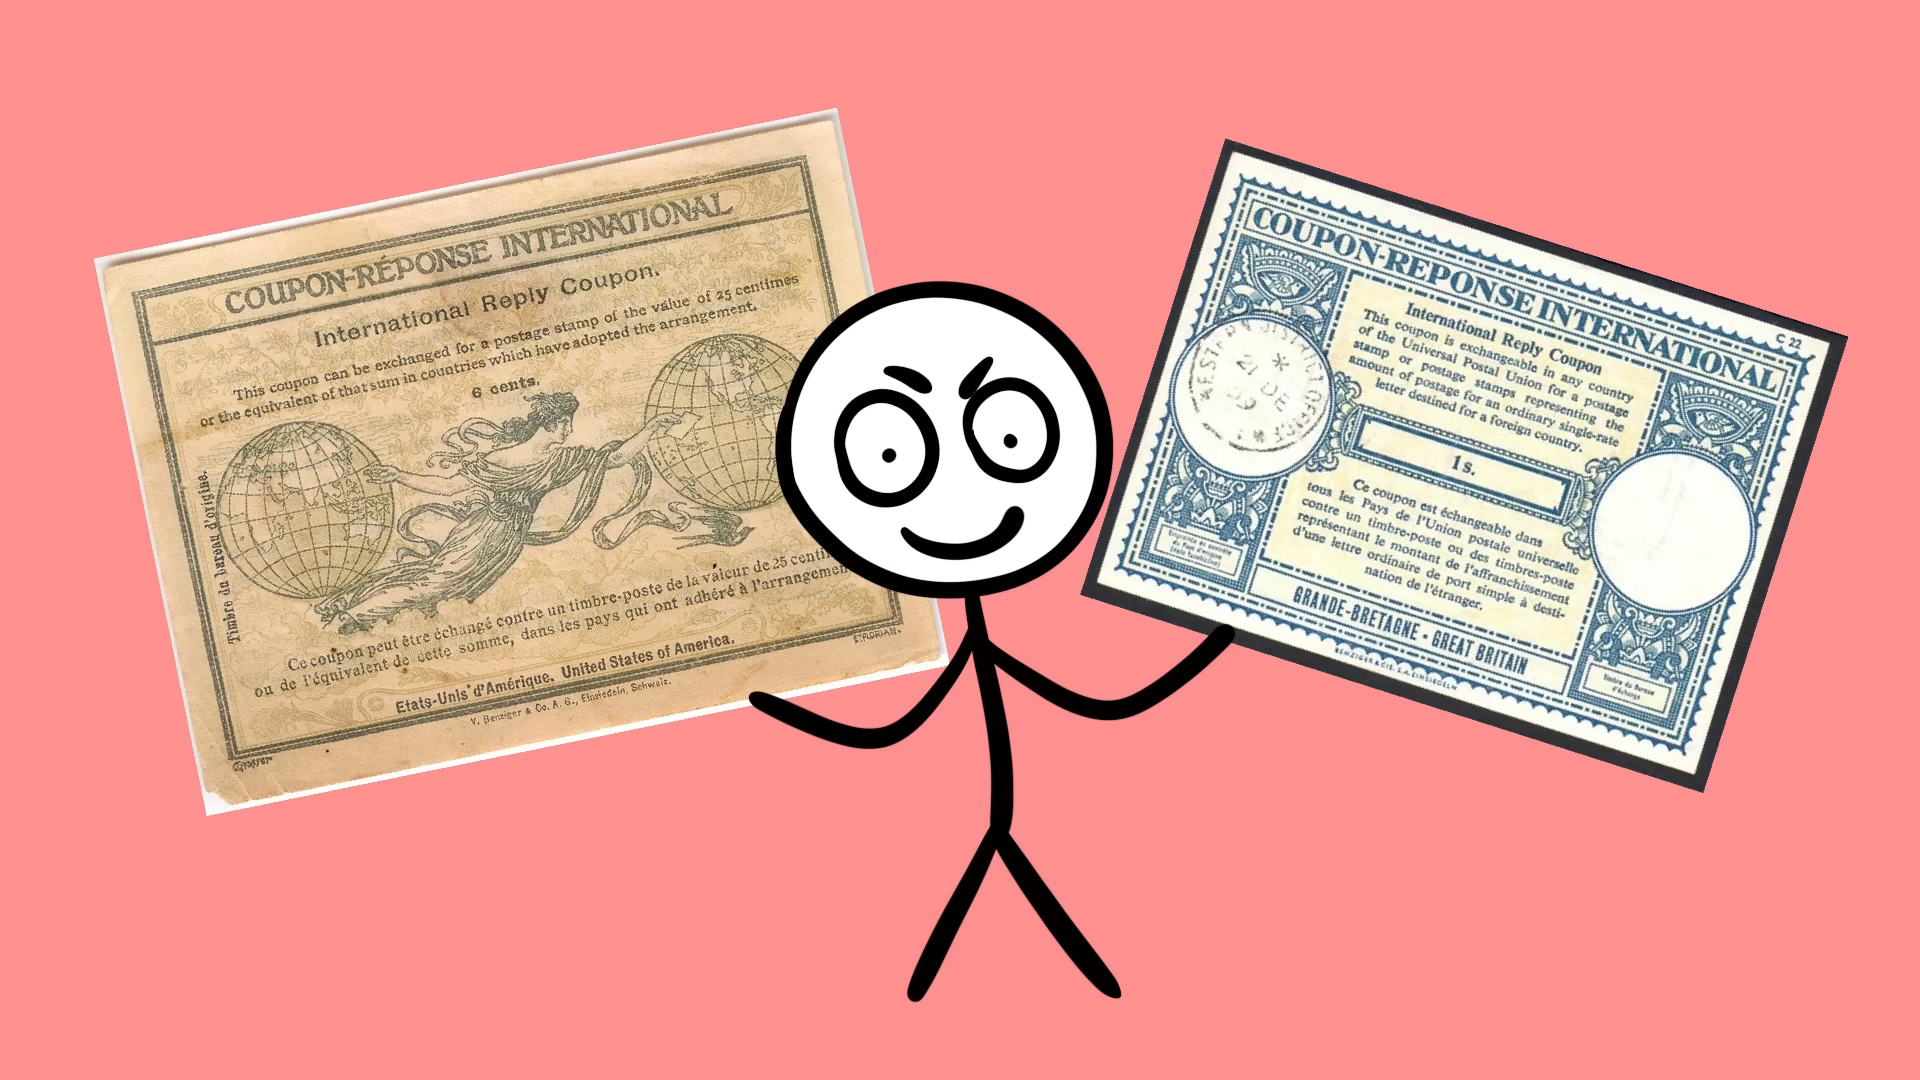 COUPON-RÉPONSE INTERNATIONAL
International Reply Coupon.
This coupon can be exchanged for a postage stamp of the value of 25 centimes
or the equivalent of that sum in countries which have adopted the arrangement.
6 cents.
Timbre du bureau d'origine.
Ce coupon peut être échangé contre un timbre-poste de la valeur de 25
ou de l'équivalent de cette somme, dans les pays qui ont adhéré à
Etats-Unis d'Amérique. United States of America.
V. Benziger & Co. A. G., Einsiedeln, Schweiz.
E. FLORIAN.
COUPON-REPONSE INTERNATIONAL
C 22
International Reply Coupon
This coupon is exchangeable in any country
of the Universal Postal Union for a postage
stamp or postage stamps representing the
amount of postage for an ordinary single-rate
letter destined for a foreign country.
1 s.
Ce coupon est échangeable dans
tous les Pays de l'Union postale universelle
contre un timbre-poste ou des timbres-poste
représentant le montant de l'affranchissement
d'une lettre ordinaire de port simple à desti-
nation de l'étranger.
GRANDE-BRETAGNE • GREAT BRITAIN
BENZIGER & CIE. S.A. EINSIEDELN
Timbre du Bureau
d'échange